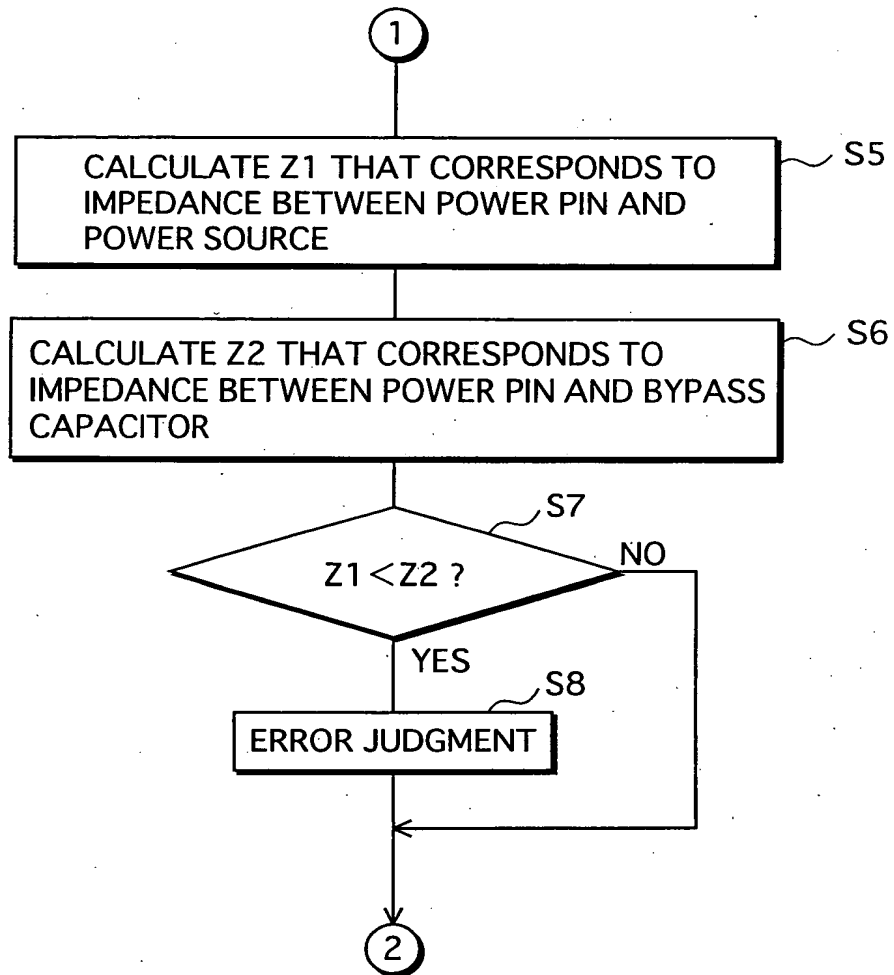 1
CALCULATE Z1 THAT CORRESPONDS TO
IMPEDANCE BETWEEN POWER PIN AND
POWER SOURCE
S5
CALCULATE Z2 THAT CORRESPONDS TO
IMPEDANCE BETWEEN POWER PIN AND BYPASS
CAPACITOR
S6
S7
Z1<Z2 ?
NO
YES
S8
ERROR JUDGMENT
2